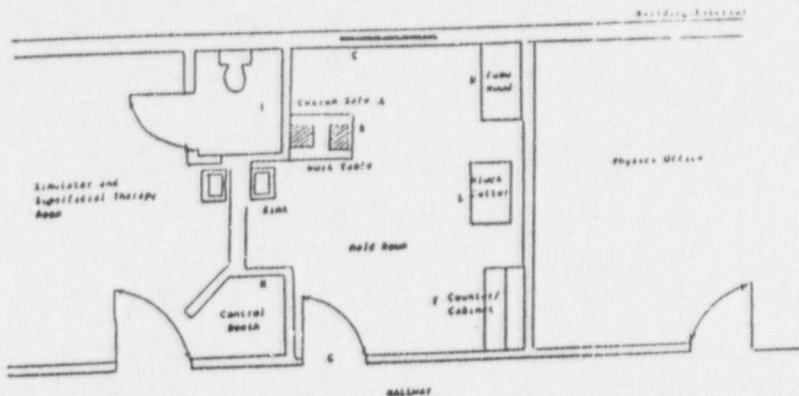 Building External
C
D
Fume
Hood
I
Cesium Safe A
B
Work Table
Physics Office
Simulator and
Superficial Therapy
Room
Block
Cutter
E
Sink
Mold Room
H
F Counter/
Cabinet
Control
Booth
G
HALLWAY